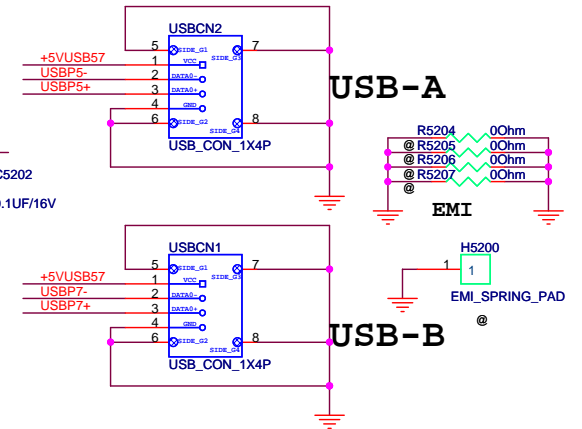 USBCN2
5 SIDE_G1 7
SIDE_G3
+5VUSB57 1 VCC
USBP5- 2 DATA0-
USBP5+ 3 DATA0+
4 GND
6 SIDE_G2 8
SIDE_G4
USB_CON_1X4P
USB-A
R5204 0Ohm
@ R5205 0Ohm
@ R5206 0Ohm
@ R5207 0Ohm
@
EMI
C5202
0.1UF/16V
USBCN1
5 SIDE_G1 7
SIDE_G3
+5VUSB57 1 VCC
USBP7- 2 DATA0-
USBP7+ 3 DATA0+
4 GND
6 SIDE_G2 8
SIDE_G4
USB_CON_1X4P
USB-B
H5200
1 1
EMI_SPRING_PAD
@